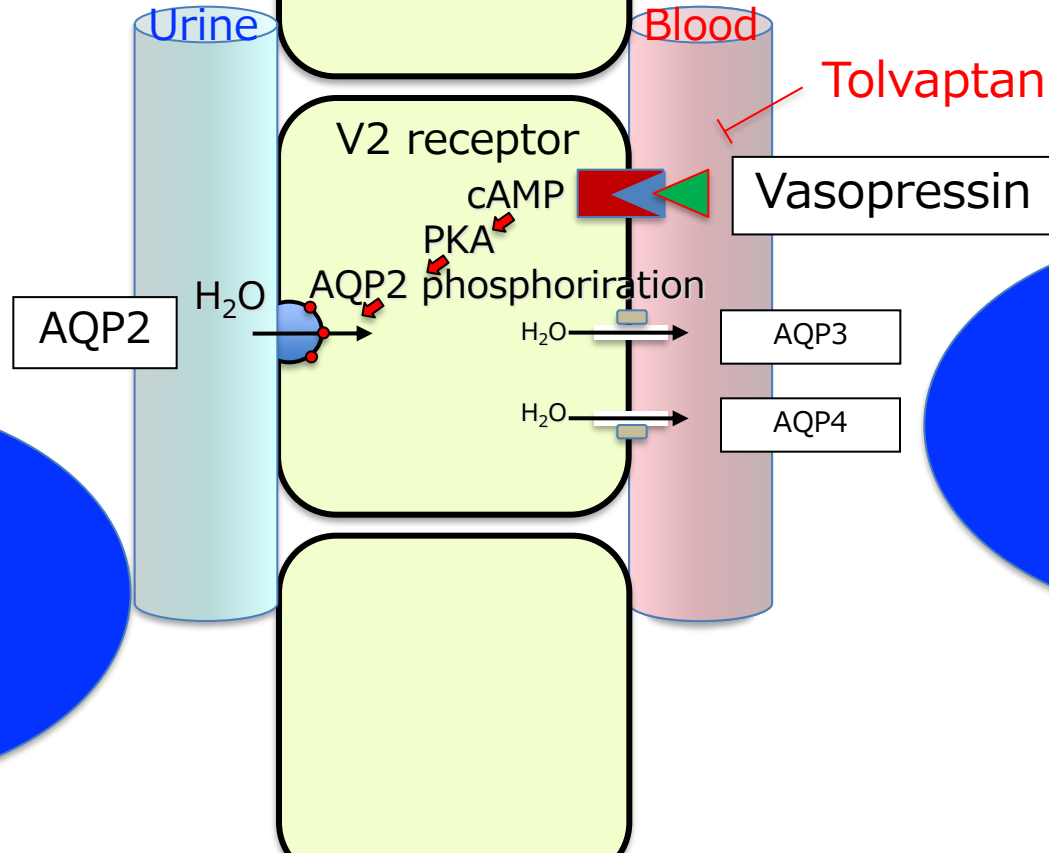 Urine
Blood
Tolvaptan
V2 receptor
cAMP
Vasopressin
PKA
AQP2 phosphoriration
H₂O
AQP2
H₂O
AQP3
H₂O
AQP4